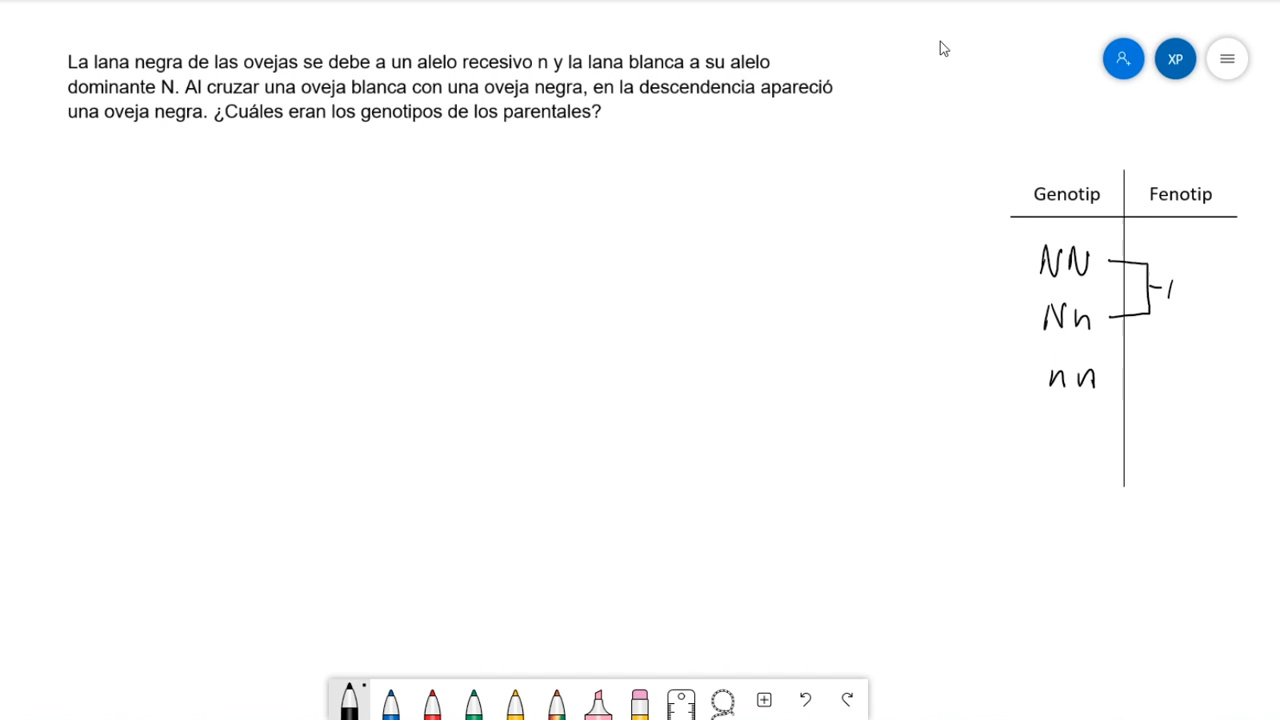 La lana negra de las ovejas se debe a un alelo recesivo n y la lana blanca a su alelo
dominante N. Al cruzar una oveja blanca con una oveja negra, en la descendencia apareció
una oveja negra. ¿Cuáles eran los genotipos de los parentales?
XP
Genotip Fenotip
NN
Nn
nn